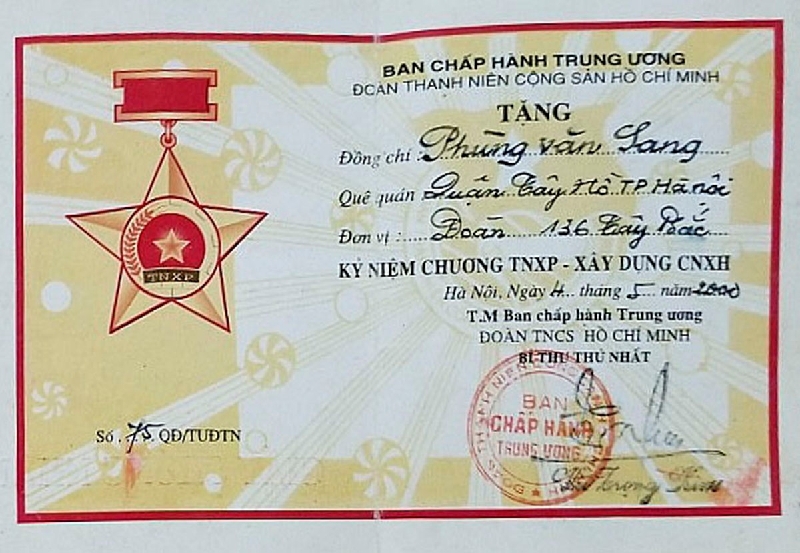 BAN CHẤP HÀNH TRUNG ƯƠNG
ĐOÀN THANH NIÊN CỘNG SẢN HỒ CHÍ MINH
TẶNG
Đồng chí: Phùng Văn Sang
Quê quán Quận Tây Hồ TP. Hà nội
Đơn vị: Đoàn 136 Tây Bắc
KỶ NIỆM CHƯƠNG TNXP - XÂY DỰNG CNXH
Hà Nội, Ngày 4 tháng 5 năm 2000
T.M Ban chấp hành Trung ương
ĐOÀN TNCS HỒ CHÍ MINH
BÍ THƯ THỨ NHẤT
BAN
CHẤP HÀNH
TRUNG ƯƠNG
TNXP
Số: 75 QĐ/TƯĐTN